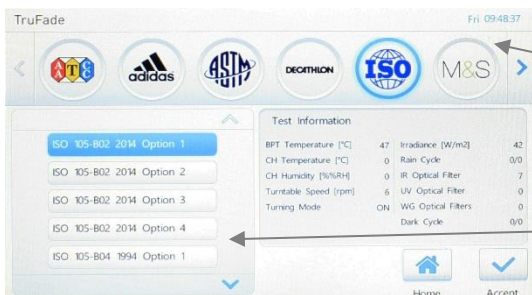 TruFade
Fri 09:48:37
AATCC
adidas
ASTM
DECATHLON
ISO
M&S
ISO 105-B02 2014 Option 1
ISO 105-B02 2014 Option 2
ISO 105-B02 2014 Option 3
ISO 105-B02 2014 Option 4
ISO 105-B04 1994 Option 1
Test Information
BPT Temperature [°C] 47
CH Temperature [°C] 0
CH Humidity [%%RH] 0
Turntable Speed [rpm] 6
Turning Mode ON
Irradiance [W/m2] 42
Rain Cycle 0/0
IR Optical Filter 7
UV Optical Filter 0
WG Optical Filters 0
Dark Cycle 0/0
Home
Accept